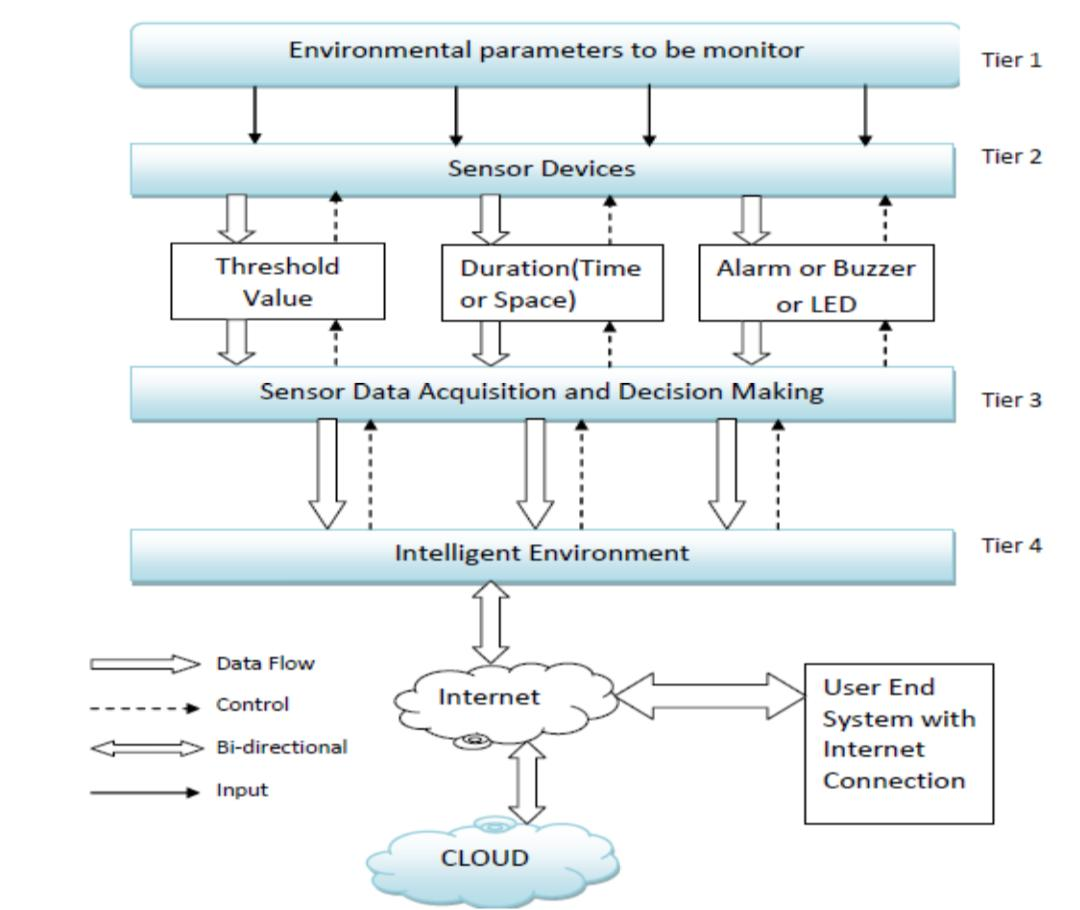 Environmental parameters to be monitor
Tier 1
Tier 2
Sensor Devices
Threshold
Value
Duration(Time
or Space)
Alarm or Buzzer
or LED
Sensor Data Acquisition and Decision Making
Tier 3
Intelligent Environment
Tier 4
Data Flow
Control
Bi-directional
Input
Internet
User End
System with
Internet
Connection
CLOUD